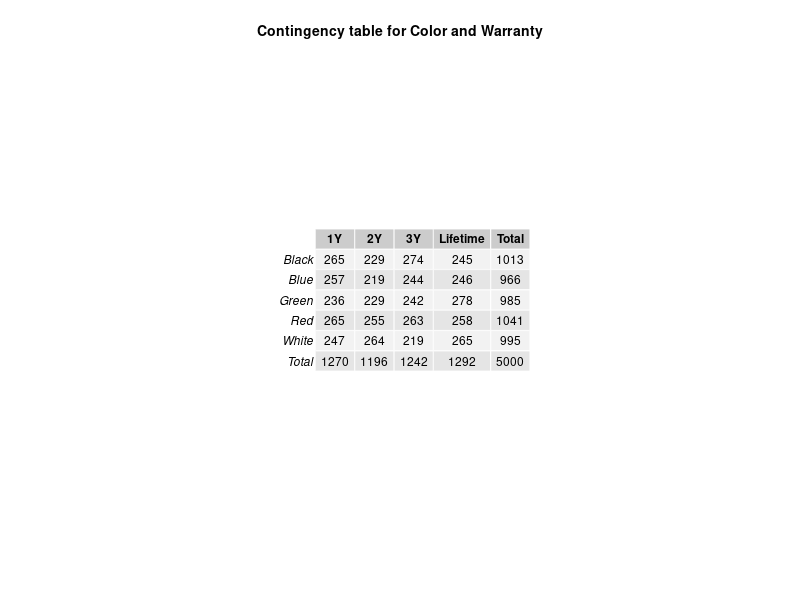 Contingency table for Color and Warranty
1Y 2Y 3Y Lifetime Total
Black 265 229 274 245 1013
Blue 257 219 244 246 966
Green 236 229 242 278 985
Red 265 255 263 258 1041
White 247 264 219 265 995
Total 1270 1196 1242 1292 5000